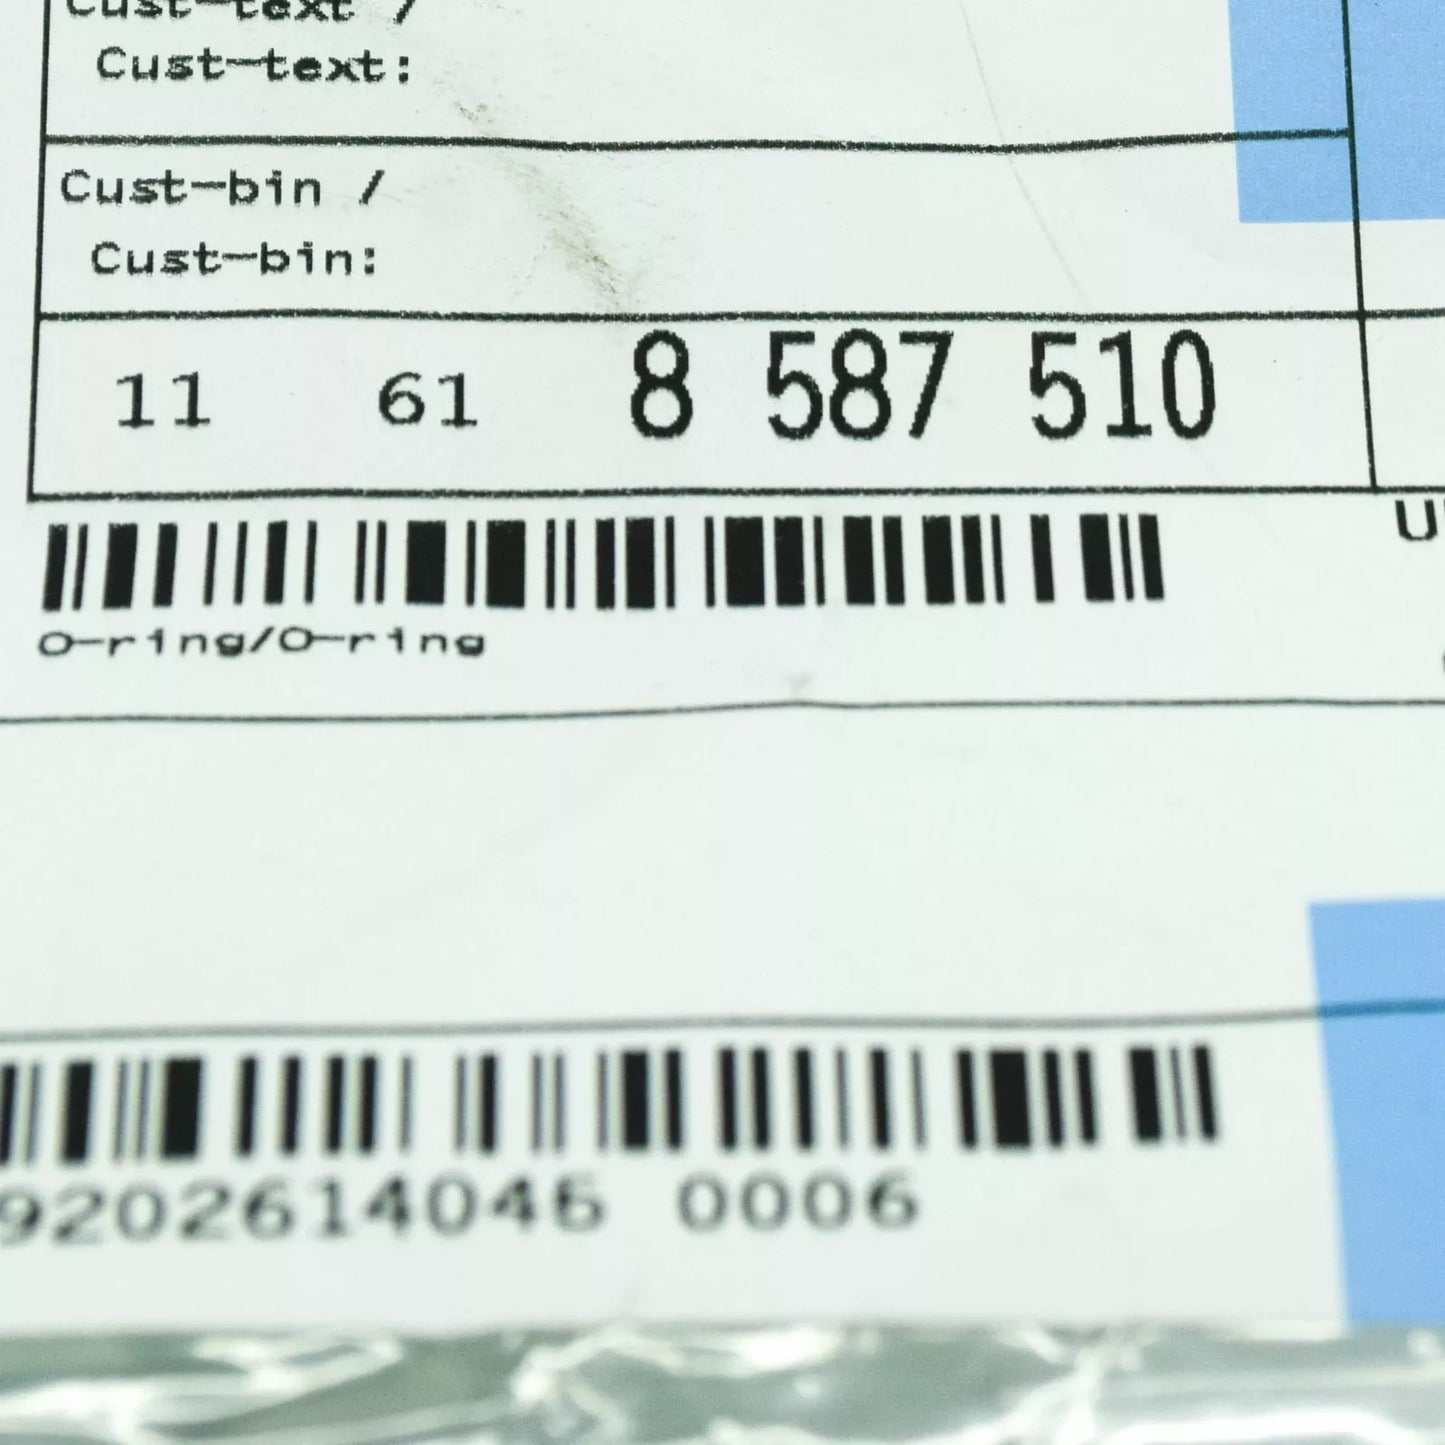 Cust-text /
Cust-text:
Cust-bin /
Cust-bin:
11 61 8 587 510
O-ring/O-ring
9202614046 0006